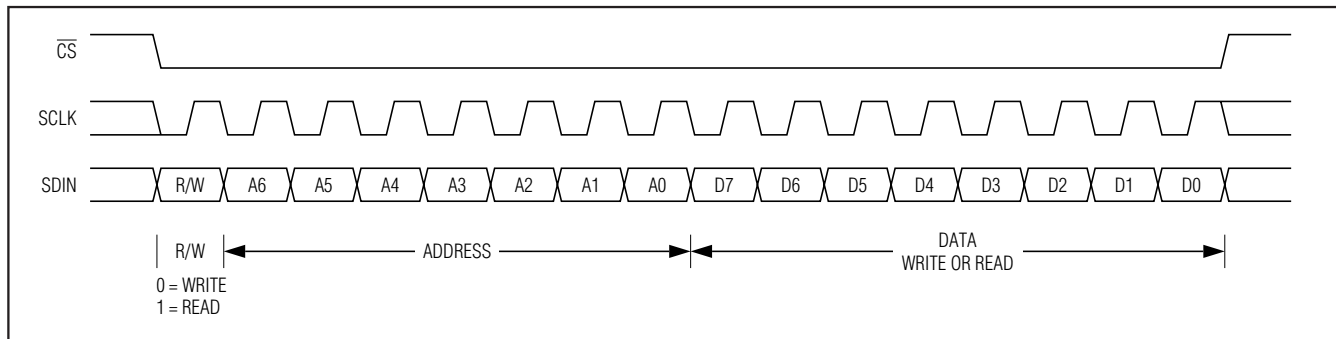 CS
SCLK
SDIN R/W A6 A5 A4 A3 A2 A1 A0 D7 D6 D5 D4 D3 D2 D1 D0
R/W ADDRESS DATA
WRITE OR READ
0 = WRITE
1 = READ